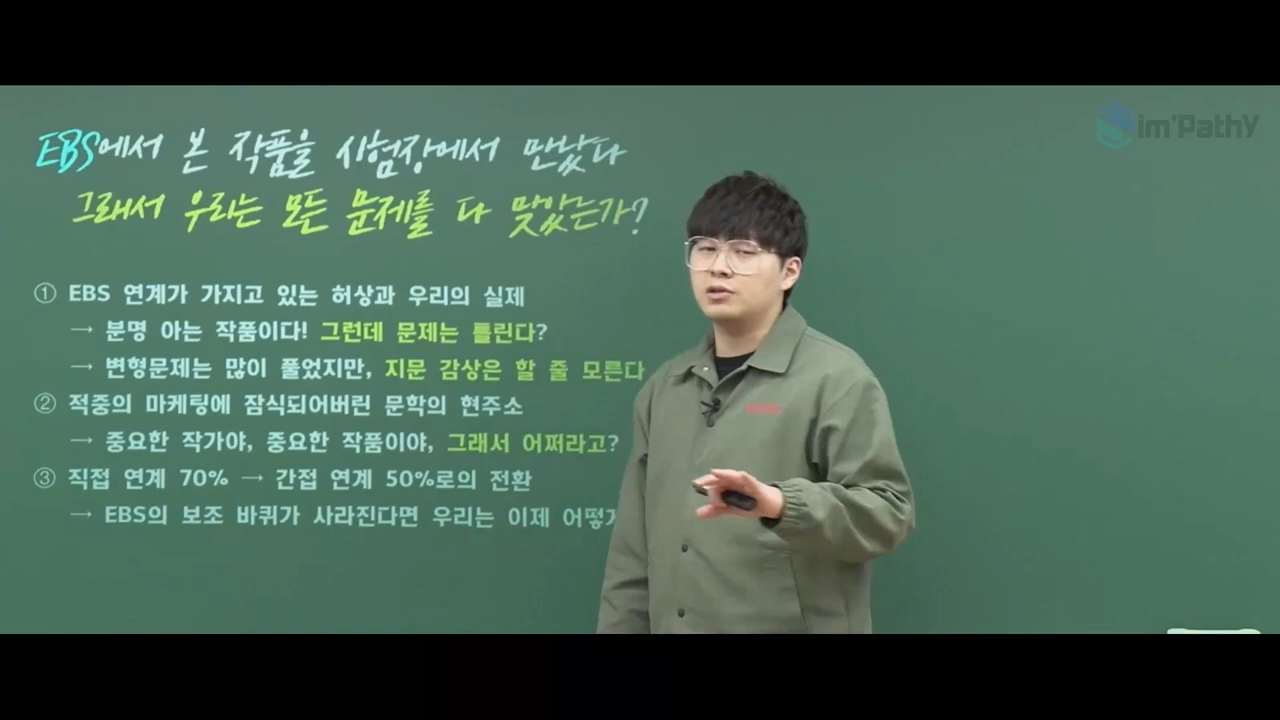 im'PathY
EBS에서 본 작품을 시험장에서 만났다
그래서 우리는 모든 문제를 다 맞았는가?
① EBS 연계가 가지고 있는 허상과 우리의 실제
→ 분명 아는 작품이다! 그런데 문제는 틀린다?
→ 변형문제는 많이 풀었지만, 지문 감상은 할 줄 모른다
② 적중의 마케팅에 잠식되어버린 문학의 현주소
→ 중요한 작가야, 중요한 작품이야, 그래서 어쩌라고?
③ 직접 연계 70% → 간접 연계 50%로의 전환
→ EBS의 보조 바퀴가 사라진다면 우리는 이제